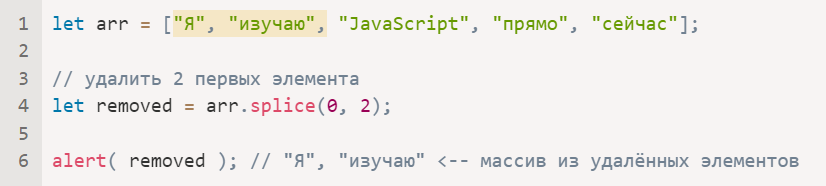 1 let arr = ["Я", "изучаю", "JavaScript", "прямо", "сейчас"];
2
3 // удалить 2 первых элемента
4 let removed = arr.splice(0, 2);
5
6 alert( removed ); // "Я", "изучаю" <-- массив из удалённых элементов